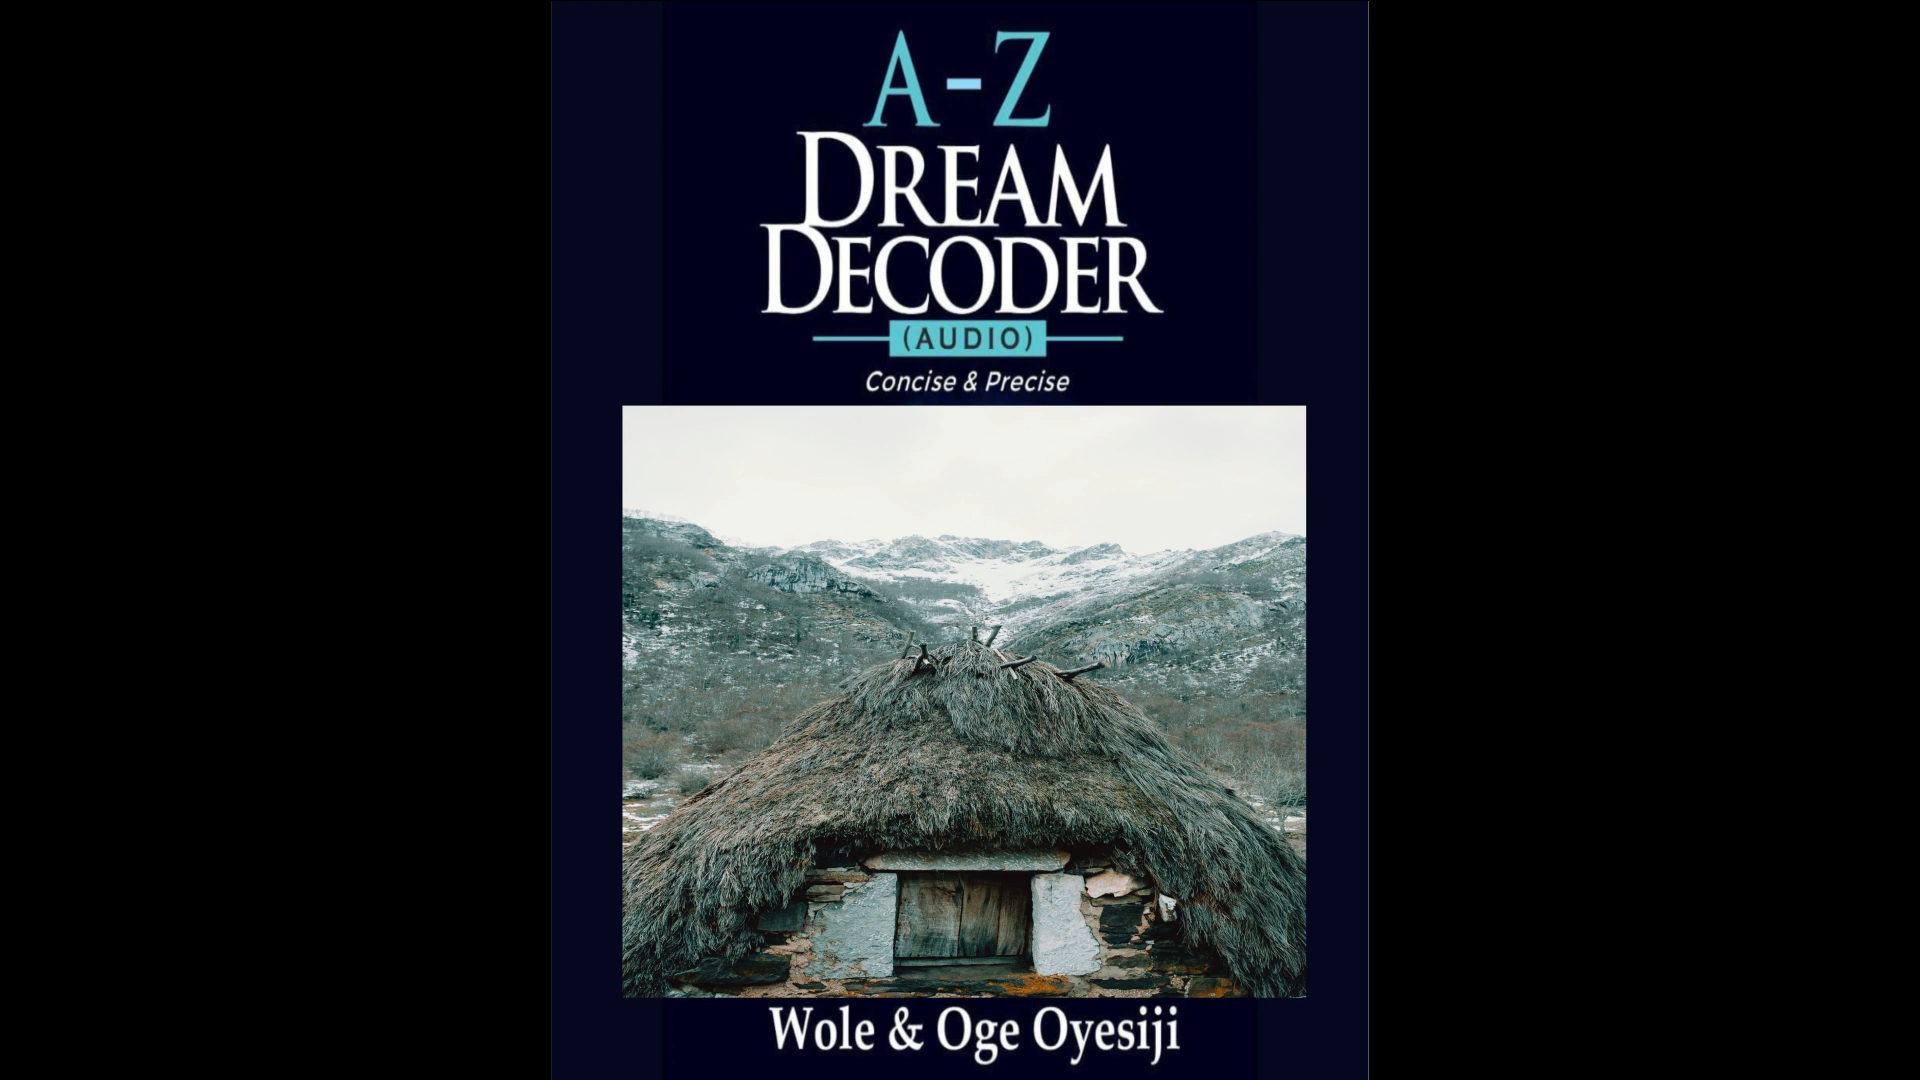 A-Z
DREAM
DECODER
(AUDIO)
Concise & Precise
Wole & Oge Oyesiji